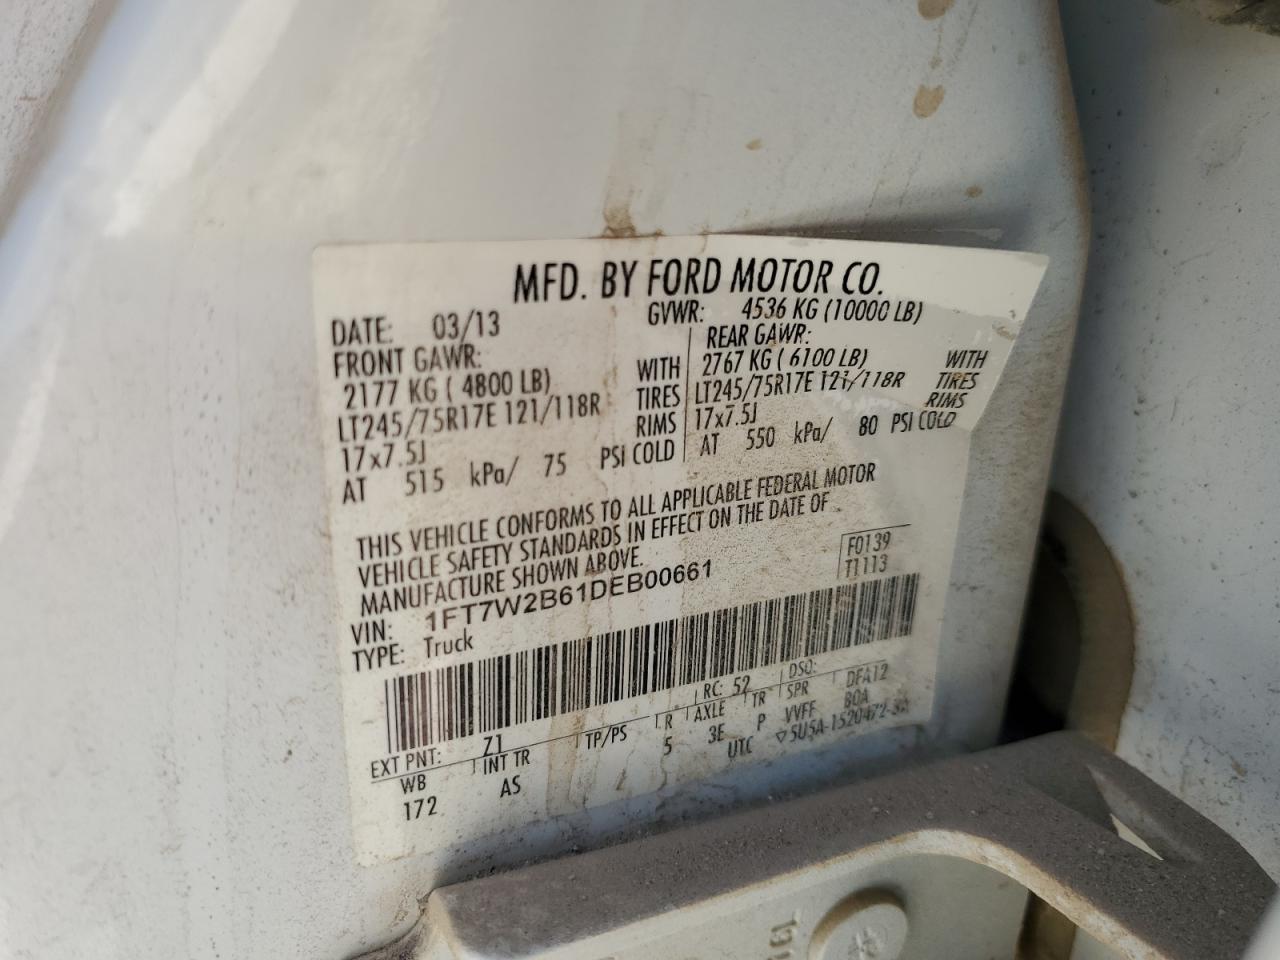 MFD. BY FORD MOTOR CO.
DATE: 03/13 GVWR: 4536 KG (10000 LB)
FRONT GAWR: REAR GAWR:
2177 KG ( 4800 LB) WITH 2767 KG ( 6100 LB) WITH
LT245/75R17E 121/118R TIRES LT245/75R17E 121/118R TIRES
17x7.5J RIMS 17x7.5J RIMS
AT 515 kPa/ 75 PSI COLD AT 550 kPa/ 80 PSI COLD
THIS VEHICLE CONFORMS TO ALL APPLICABLE FEDERAL MOTOR
VEHICLE SAFETY STANDARDS IN EFFECT ON THE DATE OF
MANUFACTURE SHOWN ABOVE.
VIN: 1FT7W2B61DEB00661 F0139
TYPE: Truck T1113
EXT PNT: Z1 RC: 52 DSO:
WB INT TR TP/PS R AXLE TR SPR DFA12
172 AS 5 3E P VVFF BOA
UTC ▽5U5A-1520472-